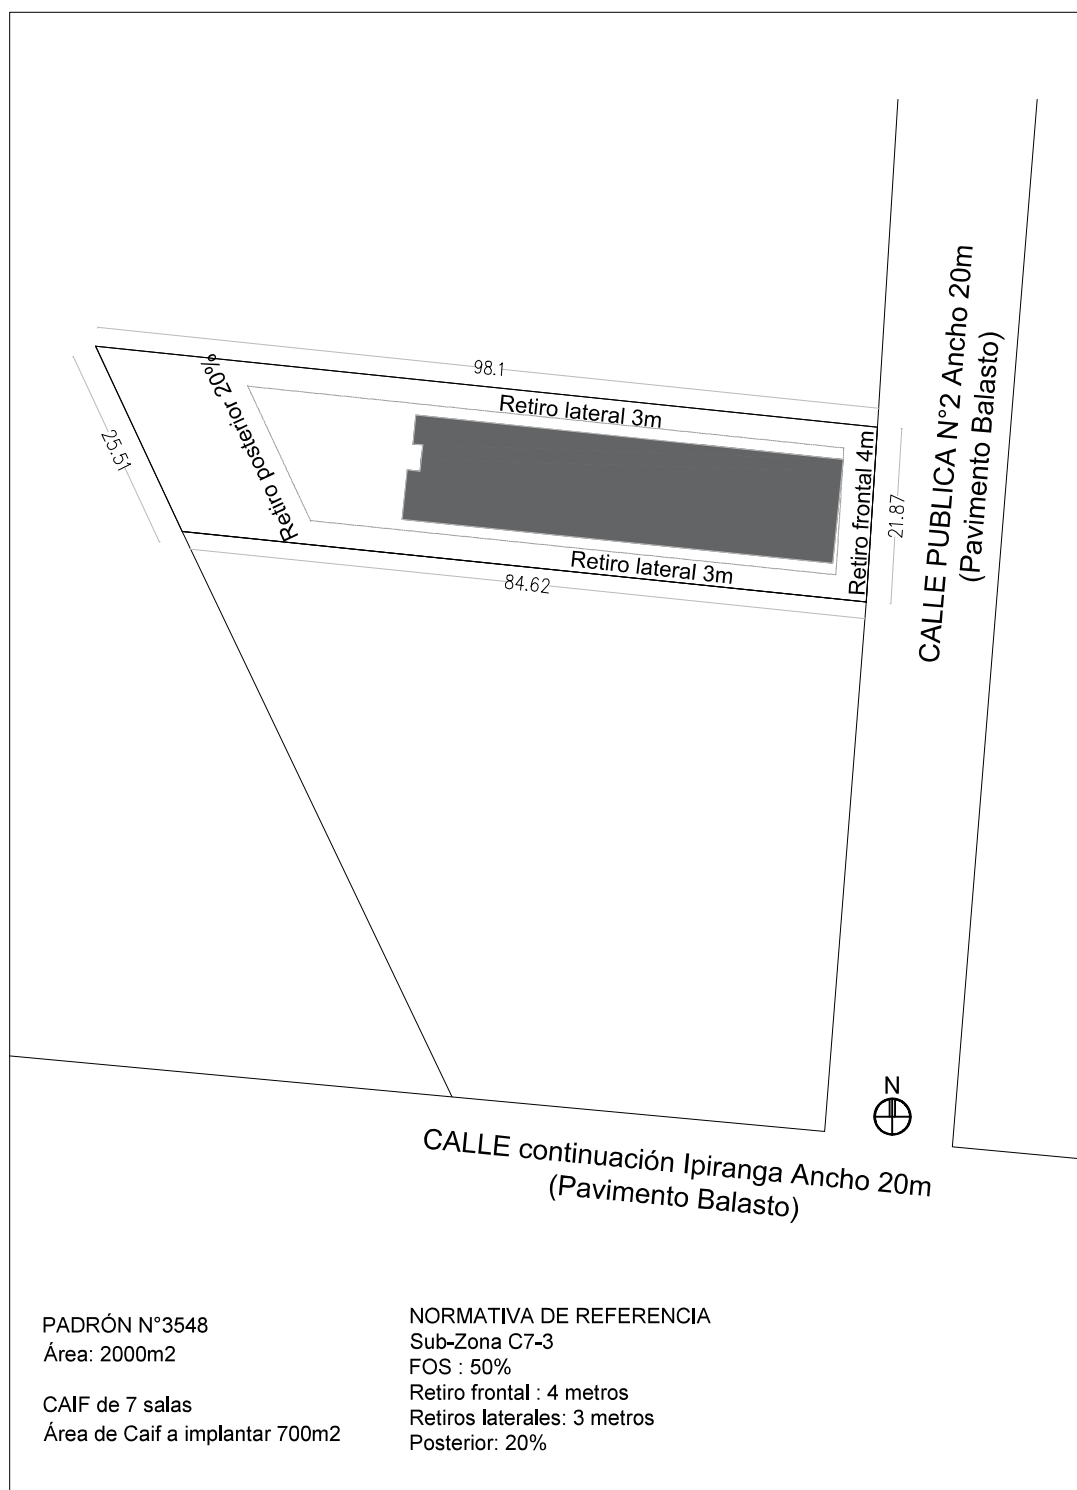 98.1
Retiro lateral 3m
Retiro posterior 20%
25.51
Retiro frontal 4m
21.87
CALLE PUBLICA N°2 Ancho 20m
(Pavimento Balasto)
Retiro lateral 3m
84.62
N
CALLE continuación Ipiranga Ancho 20m
(Pavimento Balasto)
PADRÓN N°3548
Área: 2000m2
CAIF de 7 salas
Área de Caif a implantar 700m2
NORMATIVA DE REFERENCIA
Sub-Zona C7-3
FOS : 50%
Retiro frontal : 4 metros
Retiros laterales: 3 metros
Posterior: 20%